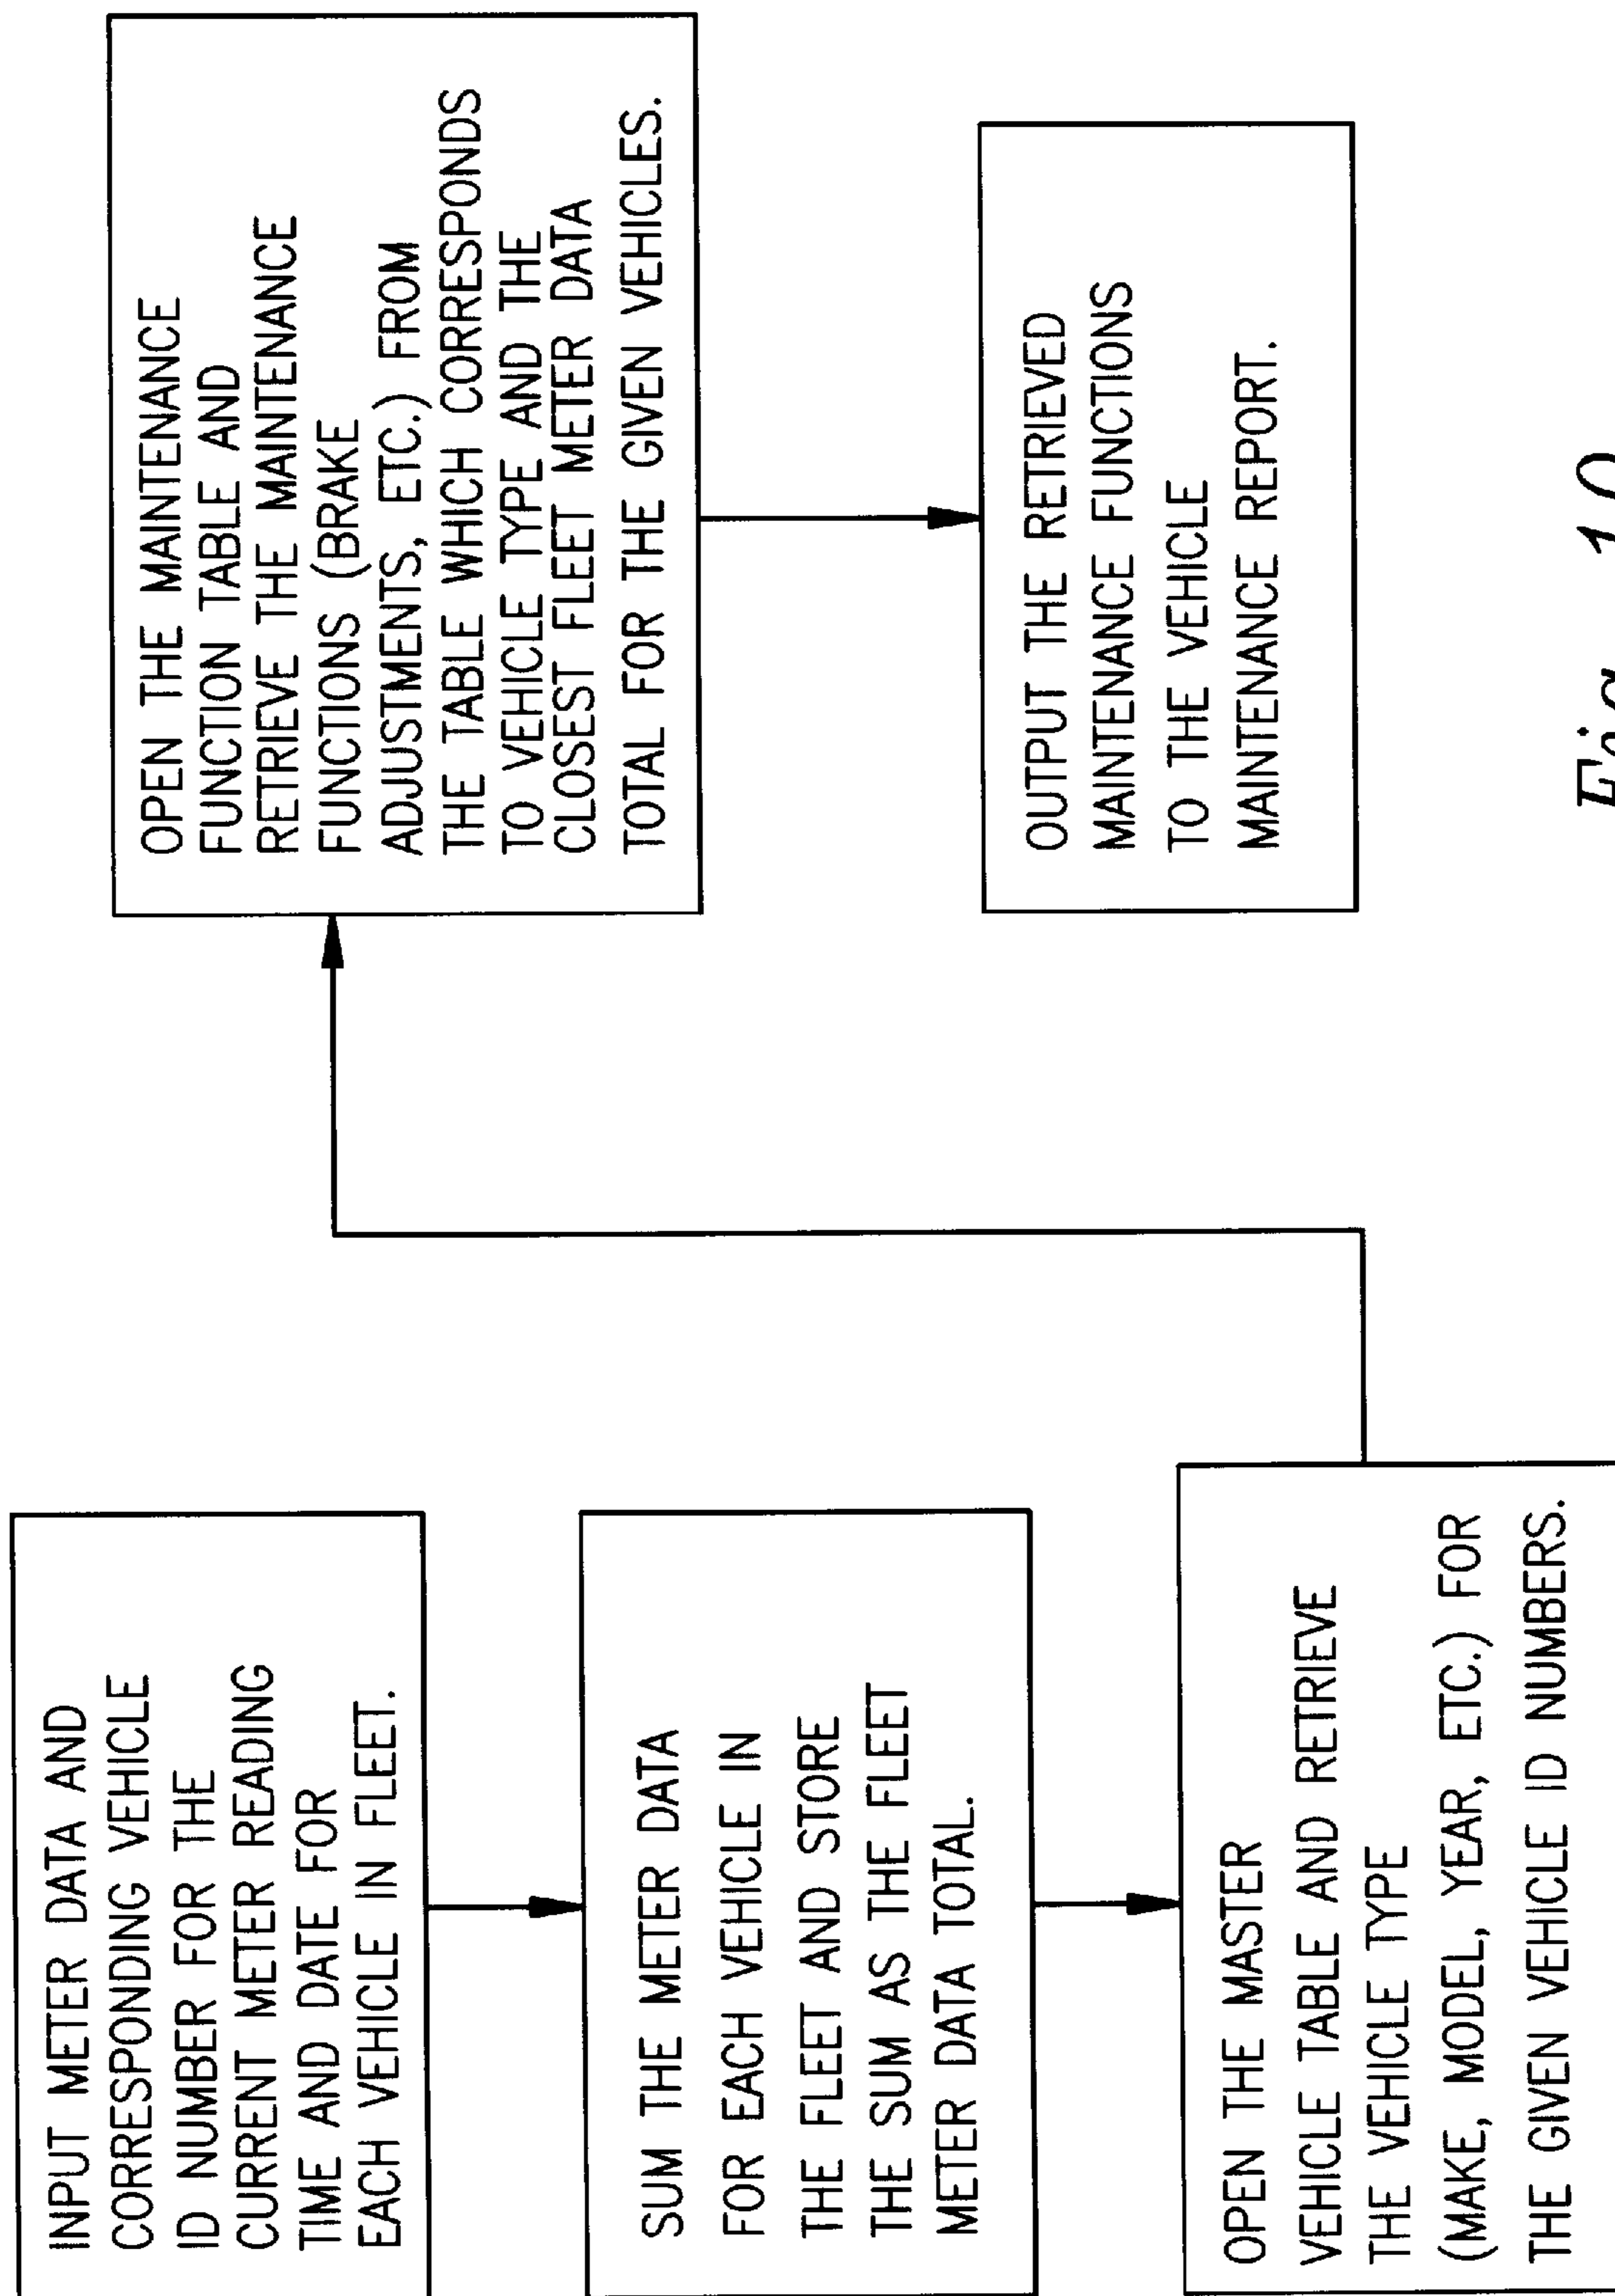 INPUT METER DATA AND
CORRESPONDING VEHICLE
ID NUMBER FOR THE
CURRENT METER READING
TIME AND DATE FOR
EACH VEHICLE IN FLEET.
SUM THE METER DATA
FOR EACH VEHICLE IN
THE FLEET AND STORE
THE SUM AS THE FLEET
METER DATA TOTAL.
OPEN THE MASTER
VEHICLE TABLE AND RETRIEVE
THE VEHICLE TYPE
(MAKE, MODEL, YEAR, ETC.) FOR
THE GIVEN VEHICLE ID NUMBERS.
OPEN THE MAINTENANCE
FUNCTION TABLE AND
RETRIEVE THE MAINTENANCE
FUNCTIONS (BRAKE
ADJUSTMENTS, ETC.) FROM
THE TABLE WHICH CORRESPONDS
TO VEHICLE TYPE AND THE
CLOSEST FLEET METER DATA
TOTAL FOR THE GIVEN VEHICLES.
OUTPUT THE RETRIEVED
MAINTENANCE FUNCTIONS
TO THE VEHICLE
MAINTENANCE REPORT.
Fig. 10